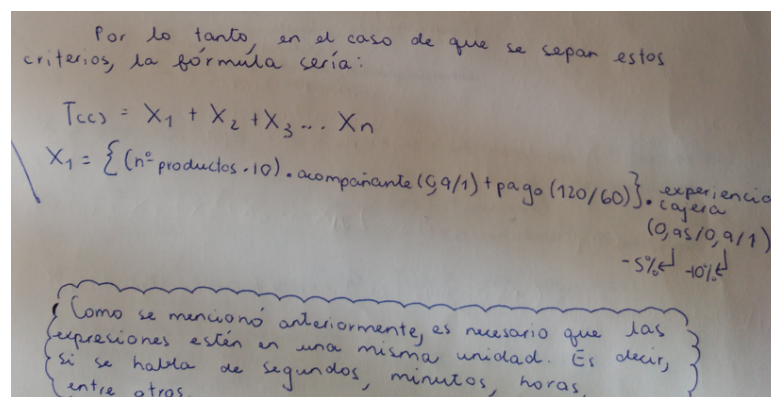 Por lo tanto, en el caso de que se sepan estos
criterios, la fórmula sería:
T(cs) = X1 + X2 + X3 ... Xn
X1 = {(nº productos . 10) . acompañante (0,9/1) + pago (120/60)} . experiencia
cajera
(0,95/0,9/1)
-5% -10%
Como se mencionó anteriormente, es necesario que las
expresiones estén en una misma unidad. Es decir,
si se habla de segundos, minutos, horas,
entre otros.